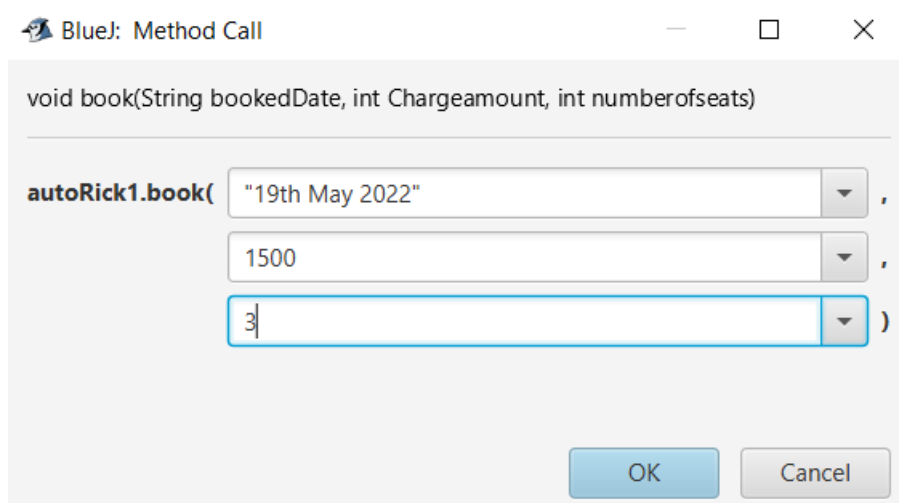 BlueJ: Method Call
void book(String bookedDate, int Chargeamount, int numberofseats)
autoRick1.book( "19th May 2022" ,
1500 ,
3 )
OK Cancel